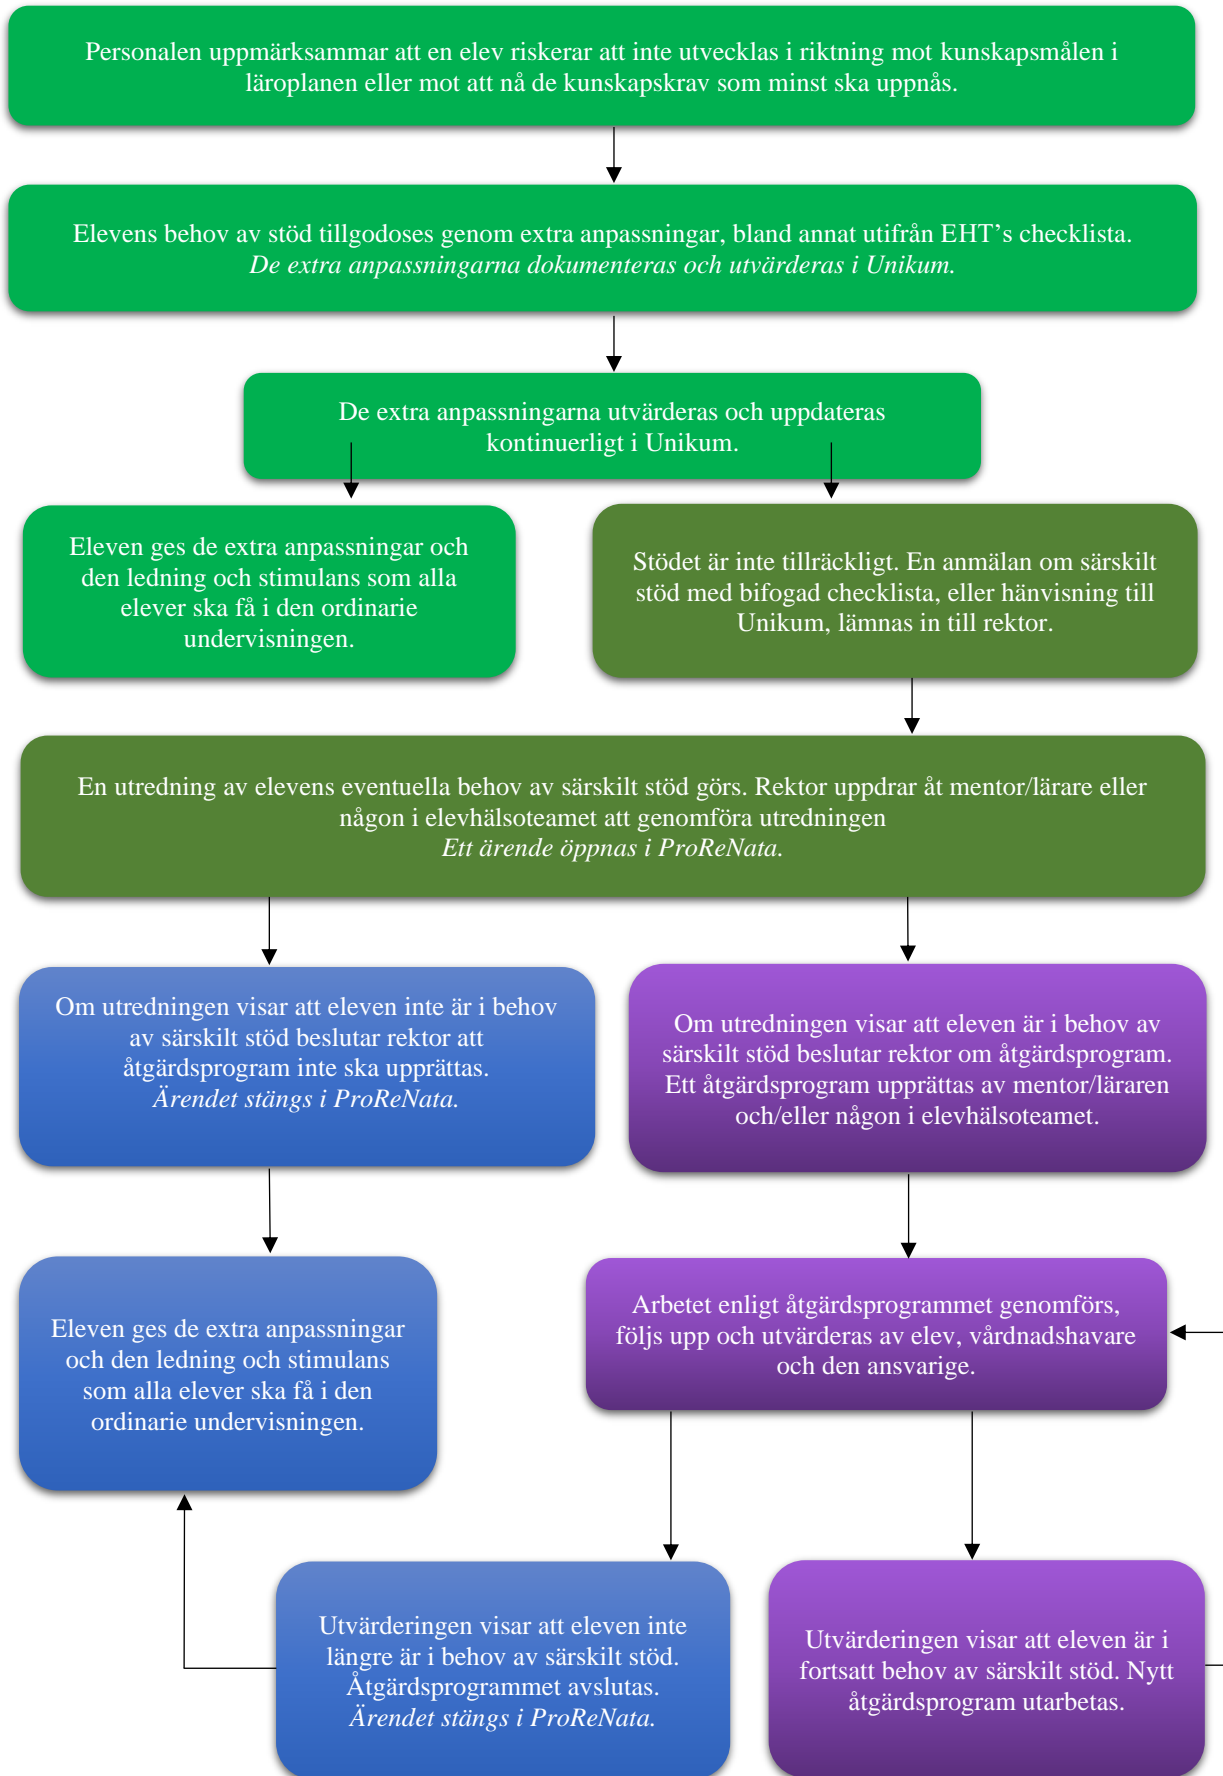 Personalen uppmärksammar att en elev riskerar att inte utvecklas i riktning mot kunskapsmålen i
läroplanen eller mot att nå de kunskapskrav som minst ska uppnås.
Elevens behov av stöd tillgodoses genom extra anpassningar, bland annat utifrån EHT’s checklista.
De extra anpassningarna dokumenteras och utvärderas i Unikum.
De extra anpassningarna utvärderas och uppdateras
kontinuerligt i Unikum.
Eleven ges de extra anpassningar och
den ledning och stimulans som alla
elever ska få i den ordinarie
undervisningen.
Stödet är inte tillräckligt. En anmälan om särskilt
stöd med bifogad checklista, eller hänvisning till
Unikum, lämnas in till rektor.
En utredning av elevens eventuella behov av särskilt stöd görs. Rektor uppdrar åt mentor/lärare eller
någon i elevhälsoteamet att genomföra utredningen
Ett ärende öppnas i ProReNata.
Om utredningen visar att eleven inte är i behov
av särskilt stöd beslutar rektor att
åtgärdsprogram inte ska upprättas.
Ärendet stängs i ProReNata.
Om utredningen visar att eleven är i behov av
särskilt stöd beslutar rektor om åtgärdsprogram.
Ett åtgärdsprogram upprättas av mentor/läraren
och/eller någon i elevhälsoteamet.
Eleven ges de extra anpassningar
och den ledning och stimulans
som alla elever ska få i den
ordinarie undervisningen.
Arbetet enligt åtgärdsprogrammet genomförs,
följs upp och utvärderas av elev, vårdnadshavare
och den ansvarige.
Utvärderingen visar att eleven inte
längre är i behov av särskilt stöd.
Åtgärdsprogrammet avslutas.
Ärendet stängs i ProReNata.
Utvärderingen visar att eleven är i
fortsatt behov av särskilt stöd. Nytt
åtgärdsprogram utarbetas.